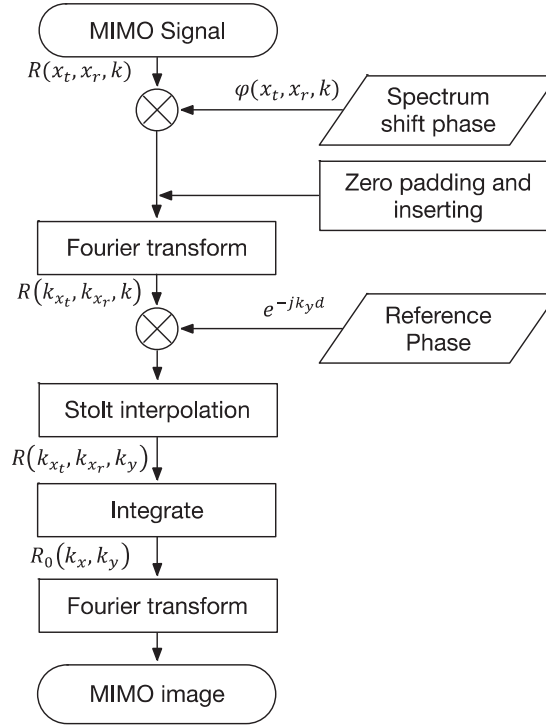 MIMO Signal
R(x_t, x_r, k)
φ(x_t, x_r, k)
Spectrum
shift phase
Zero padding and
inserting
Fourier transform
R(k_{x_t}, k_{x_r}, k)
e^{-jk_yd}
Reference
Phase
Stolt interpolation
R(k_{x_t}, k_{x_r}, k_y)
Integrate
R_0(k_x, k_y)
Fourier transform
MIMO image